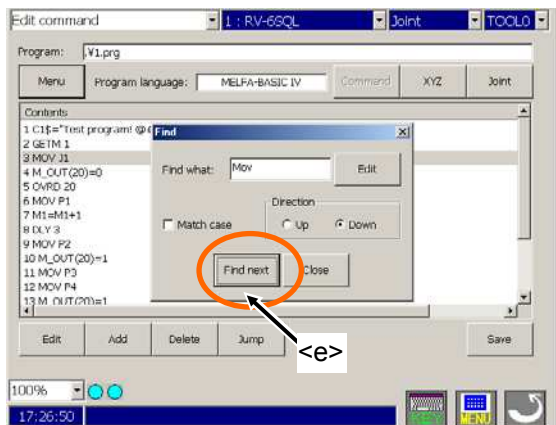 Edit command 1 : RV-6SQL Joint TOOL0
Program: .¥1.prg
Menu Program language: MELFA-BASIC IV Command XYZ Joint
Contents
1 C1$="Test program! @
2 GETM 1
3 MOV J1
4 M_OUT(20)=0
5 OVRD 20
6 MOV P1
7 M1=M1+1
8 DLY 3
9 MOV P2
10 M_OUT(20)=1
11 MOV P3
12 MOV P4
13 M_OUT(20)=1
Find
Find what: Mov Edit
Direction
Match case Up Down
Find next Close
<e>
Edit Add Delete Jump Save
100%
17:26:50 MENU